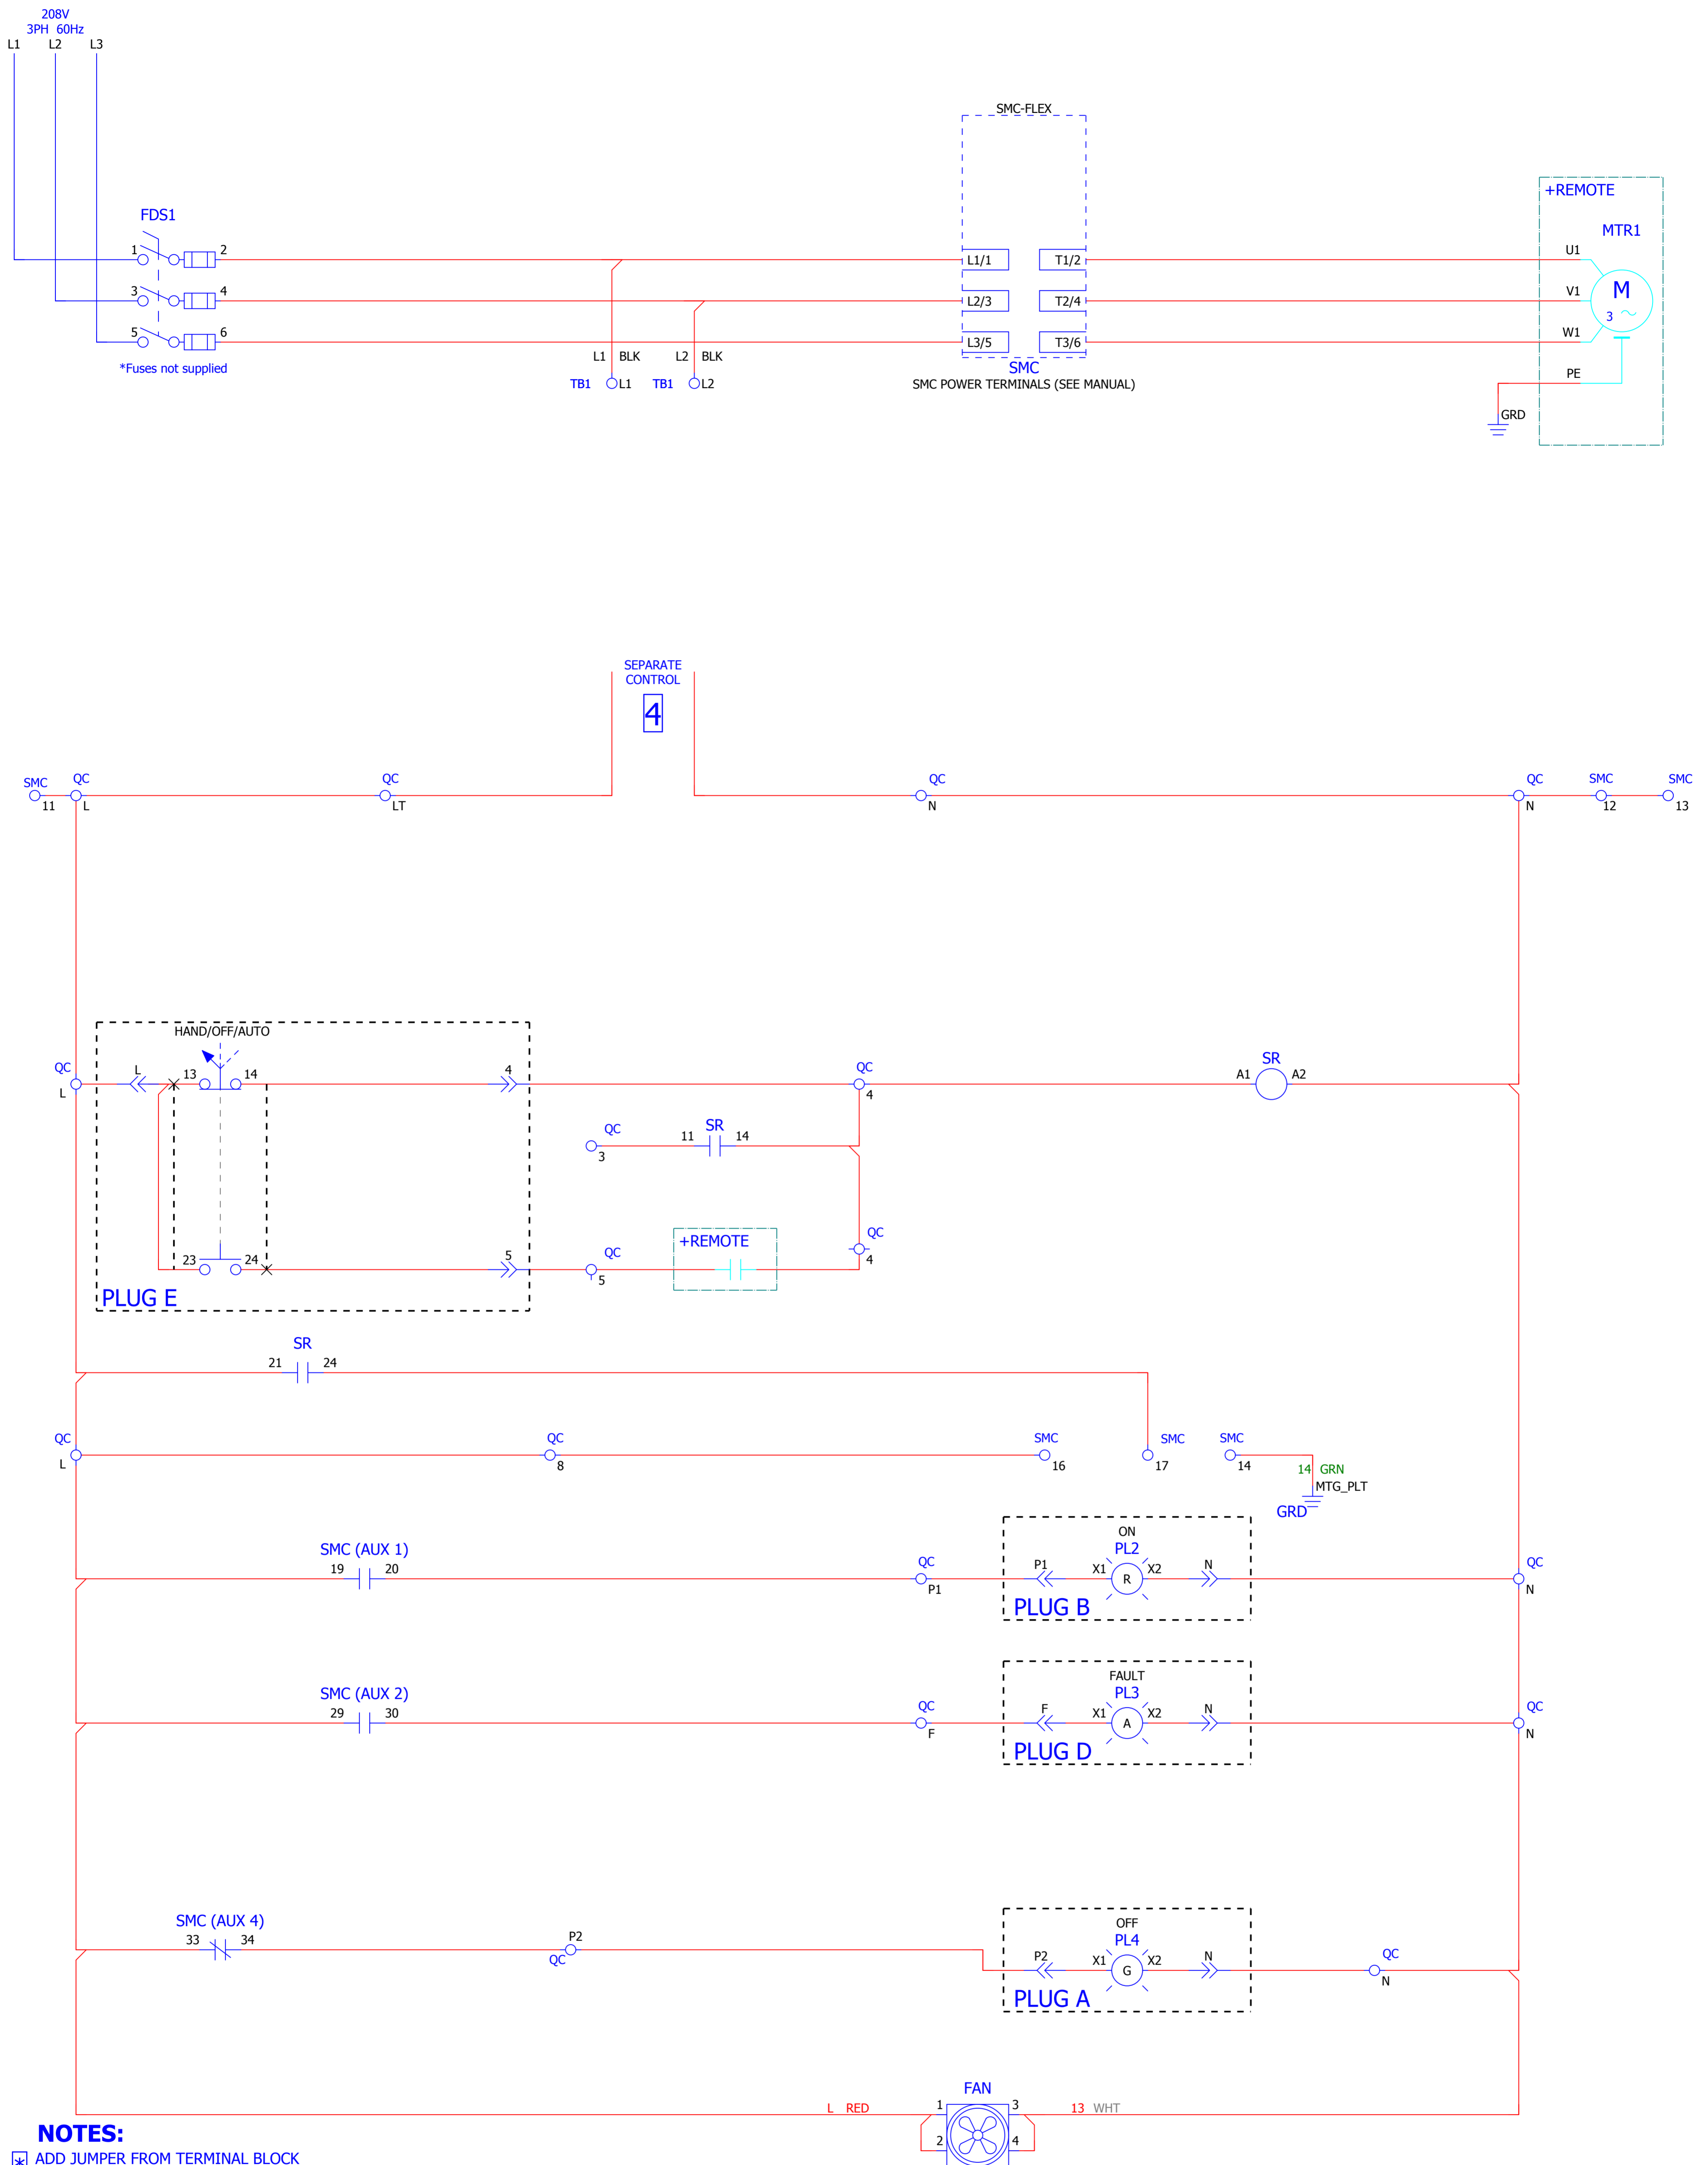 208V
3PH 60Hz
L1 L2 L3
SMC-FLEX
+REMOTE
FDS1
MTR1
1 2 L1/1 T1/2 U1
3 4 L2/3 T2/4 V1 M
3
5 6 L3/5 T3/6 W1
L1 BLK L2 BLK
*Fuses not supplied
SMC
TB1 L1 TB1 L2 SMC POWER TERMINALS (SEE MANUAL)
PE
GRD
SEPARATE
CONTROL
4
SMC QC QC QC QC SMC SMC
11 L LT N N 12 13
HAND/OFF/AUTO
QC L 13 14 4 QC A1 SR A2
L 4
QC 11 SR 14
3
+REMOTE
QC
4
23 24 5 QC
5
PLUG E
SR
21 24
QC QC SMC SMC SMC
L 8 16 17 14
14 GRN
MTG_PLT
GRD
ON
SMC (AUX 1) PL2
19 20 QC P1 X1 R X2 N QC
P1 N
PLUG B
FAULT
SMC (AUX 2) PL3
29 30 QC F X1 A X2 N QC
F N
PLUG D
OFF
SMC (AUX 4) PL4
33 34 P2
QC
P2 X1 G X2 N QC
N
PLUG A
FAN
L RED 1 3 13 WHT
2 4
NOTES:
* ADD JUMPER FROM TERMINAL BLOCK